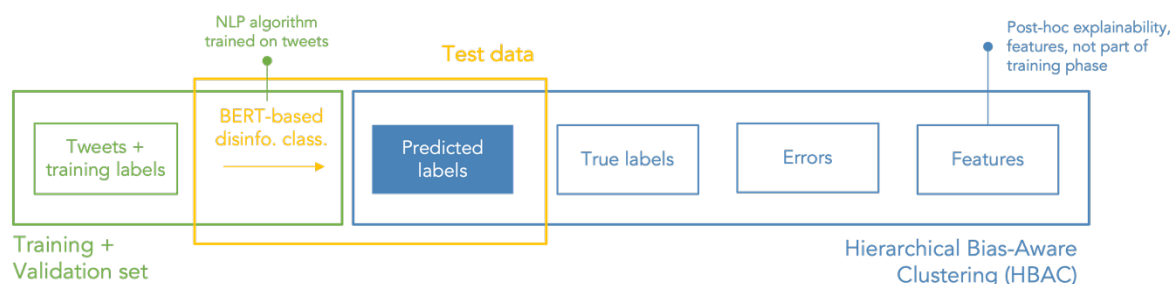 NLP algorithm
trained on tweets
Post-hoc explainability,
features, not part of
training phase
Test data
BERT-based
disinfo. class.
Tweets +
training labels
Predicted
labels
True labels
Errors
Features
Training +
Validation set
Hierarchical Bias-Aware
Clustering (HBAC)